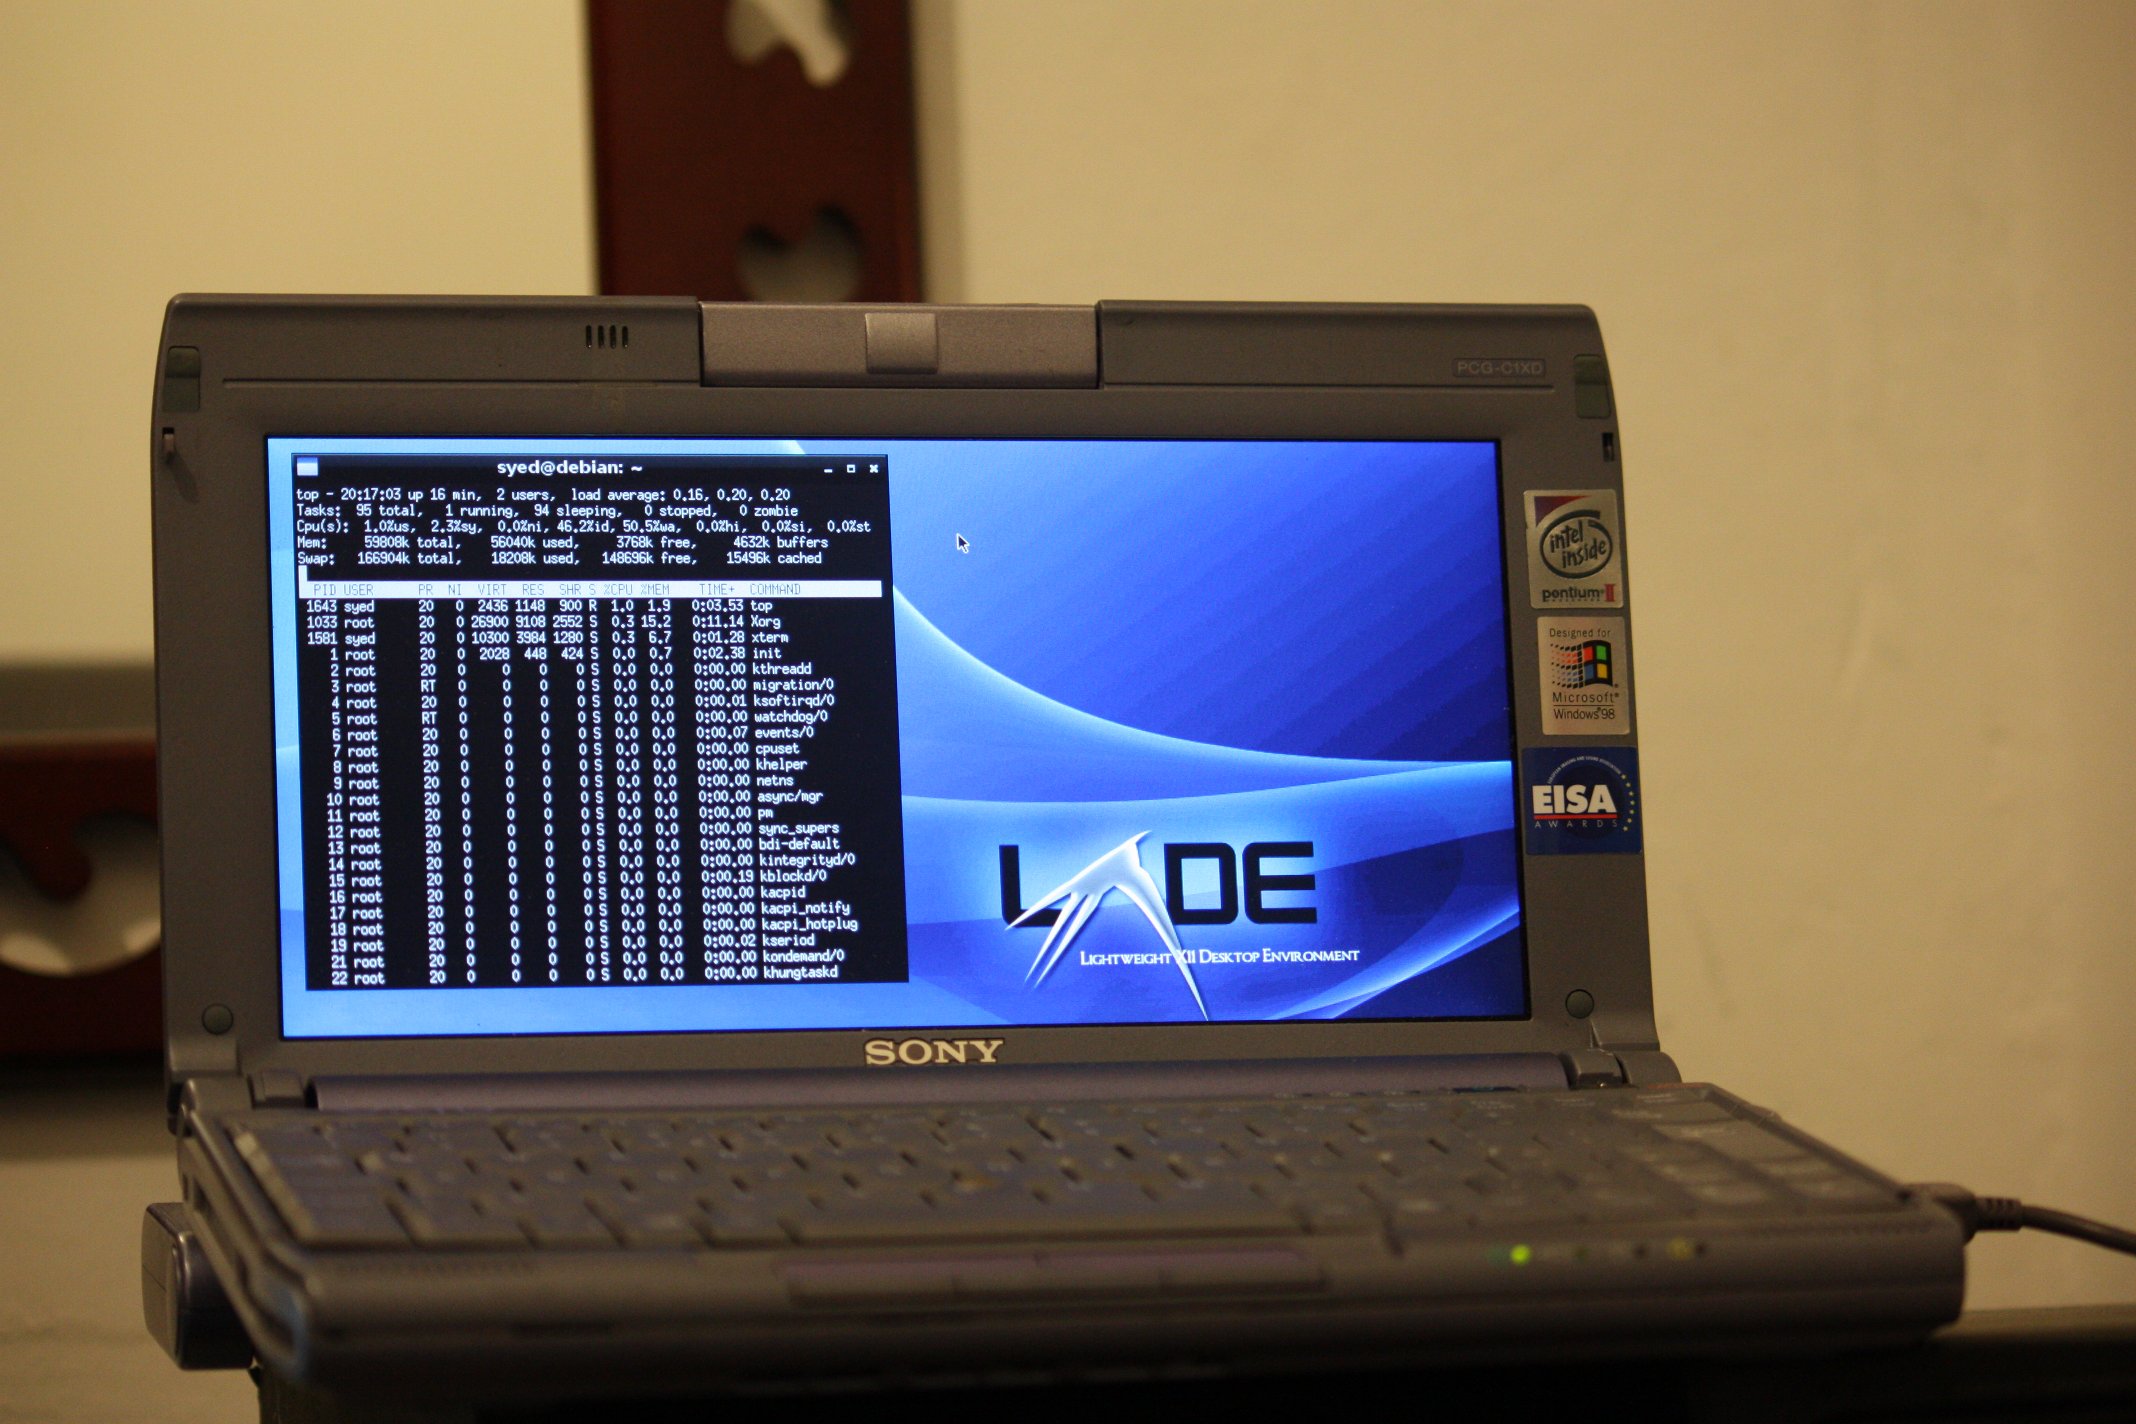 PCG-C1XD
syed@debian: ~
top - 20:17:03 up 16 min,  2 users,  load average: 0.16, 0.20, 0.20
Tasks:  95 total,   1 running,  94 sleeping,   0 stopped,   0 zombie
Cpu(s):  1.0%us,  2.3%sy,  0.0%ni, 46.2%id, 50.5%wa,  0.0%hi,  0.0%si,  0.0%st
Mem:     59808k total,    56040k used,     3768k free,     4632k buffers
Swap:   166904k total,    18208k used,   148696k free,    15496k cached
PID USER PR NI VIRT RES SHR S %CPU %MEM TIME+ COMMAND
1643 syed 20 0 2436 1148 900 R 1.0 1.9 0:03.53 top
1033 root 20 0 26900 9108 2552 S 0.3 15.2 0:11.14 Xorg
1581 syed 20 0 10300 3984 1280 S 0.3 6.7 0:01.28 xterm
1 root 20 0 2028 448 424 S 0.0 0.7 0:02.38 init
2 root 20 0 0 0 0 S 0.0 0.0 0:00.00 kthreadd
3 root RT 0 0 0 0 S 0.0 0.0 0:00.00 migration/0
4 root 20 0 0 0 0 S 0.0 0.0 0:00.01 ksoftirqd/0
5 root RT 0 0 0 0 S 0.0 0.0 0:00.00 watchdog/0
6 root 20 0 0 0 0 S 0.0 0.0 0:00.07 events/0
7 root 20 0 0 0 0 S 0.0 0.0 0:00.00 cpuset
8 root 20 0 0 0 0 S 0.0 0.0 0:00.00 khelper
9 root 20 0 0 0 0 S 0.0 0.0 0:00.00 netns
10 root 20 0 0 0 0 S 0.0 0.0 0:00.00 async/mgr
11 root 20 0 0 0 0 S 0.0 0.0 0:00.00 pm
12 root 20 0 0 0 0 S 0.0 0.0 0:00.00 sync_supers
13 root 20 0 0 0 0 S 0.0 0.0 0:00.00 bdi-default
14 root 20 0 0 0 0 S 0.0 0.0 0:00.00 kintegrityd/0
15 root 20 0 0 0 0 S 0.0 0.0 0:00.19 kblockd/0
16 root 20 0 0 0 0 S 0.0 0.0 0:00.00 kacpid
17 root 20 0 0 0 0 S 0.0 0.0 0:00.00 kacpi_notify
18 root 20 0 0 0 0 S 0.0 0.0 0:00.00 kacpi_hotplug
19 root 20 0 0 0 0 S 0.0 0.0 0:00.02 kseriod
21 root 20 0 0 0 0 S 0.0 0.0 0:00.00 kondemand/0
22 root 20 0 0 0 0 S 0.0 0.0 0:00.00 khungtaskd
LXDE
LIGHTWEIGHT X11 DESKTOP ENVIRONMENT
intel
inside
pentium II
Designed for
Microsoft®
Windows®98
EISA
AWARDS
SONY